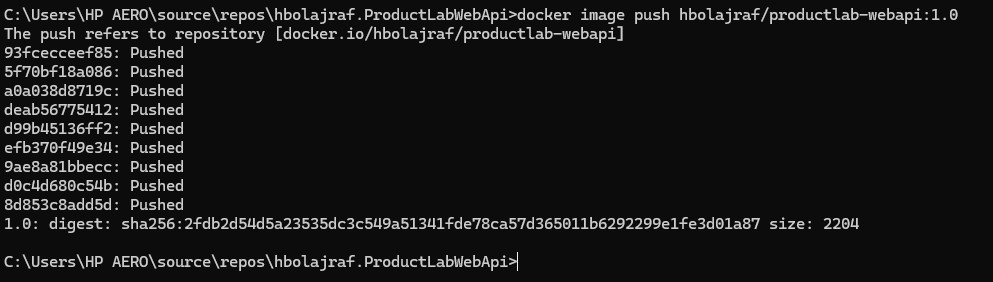 C:\Users\HP AERO\source\repos\hbolajraf.ProductLabWebApi>docker image push hbolajraf/productlab-webapi:1.0
The push refers to repository [docker.io/hbolajraf/productlab-webapi]
93fcecceef85: Pushed
5f70bf18a086: Pushed
a0a038d8719c: Pushed
deab56775412: Pushed
d99b45136ff2: Pushed
efb370f49e34: Pushed
9ae8a81bbecc: Pushed
d0c4d680c54b: Pushed
8d853c8add5d: Pushed
1.0: digest: sha256:2fdb2d54d5a23535dc3c549a51341fde78ca57d365011b6292299e1fe3d01a87 size: 2204
C:\Users\HP AERO\source\repos\hbolajraf.ProductLabWebApi>